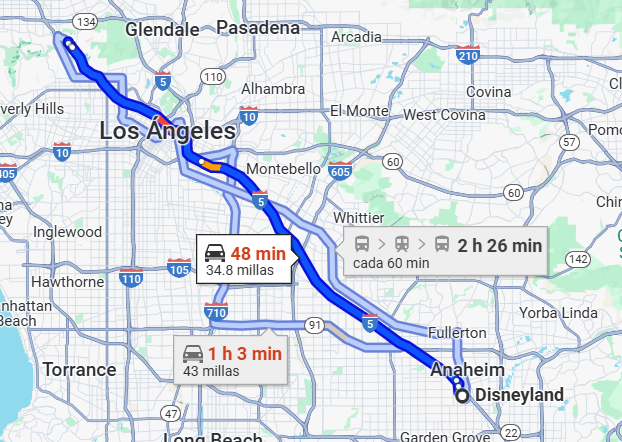 134
Glendale
Pasadena
Arcadia
210
5
110
Alhambra
Covina
10
El Monte
West Covina
verly Hills
Los Ángeles
57
Pomo
10
Montebello
605
60
405
60
5
Whittier
Inglewood
2 h 26 min
cada 60 min
48 min
34.8 millas
142
105
110
Hawthorne
nhattan
Beach
710
91
5
Yorba Linda
Fullerton
1 h 3 min
43 millas
Torrance
Anaheim
Disneyland
47
22
Long Beach
Garden Grove